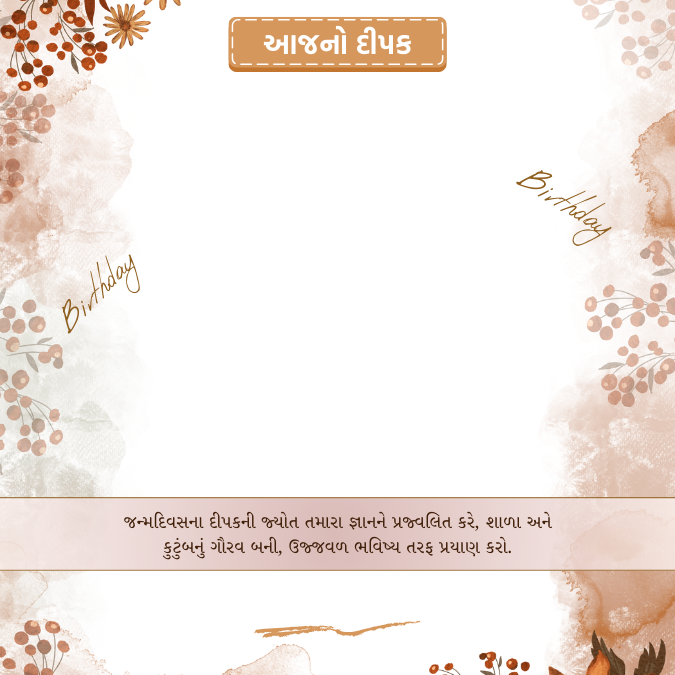 આજનો દીપક
Birthday
Birthday
જન્મદિવસના દીપકની જ્યોત તમારા જ્ઞાનને પ્રજ્વલિત કરે, શાળા અને
કુટુંબનું ગૌરવ બની, ઉજ્જવળ ભવિષ્ય તરફ પ્રયાણ કરો.